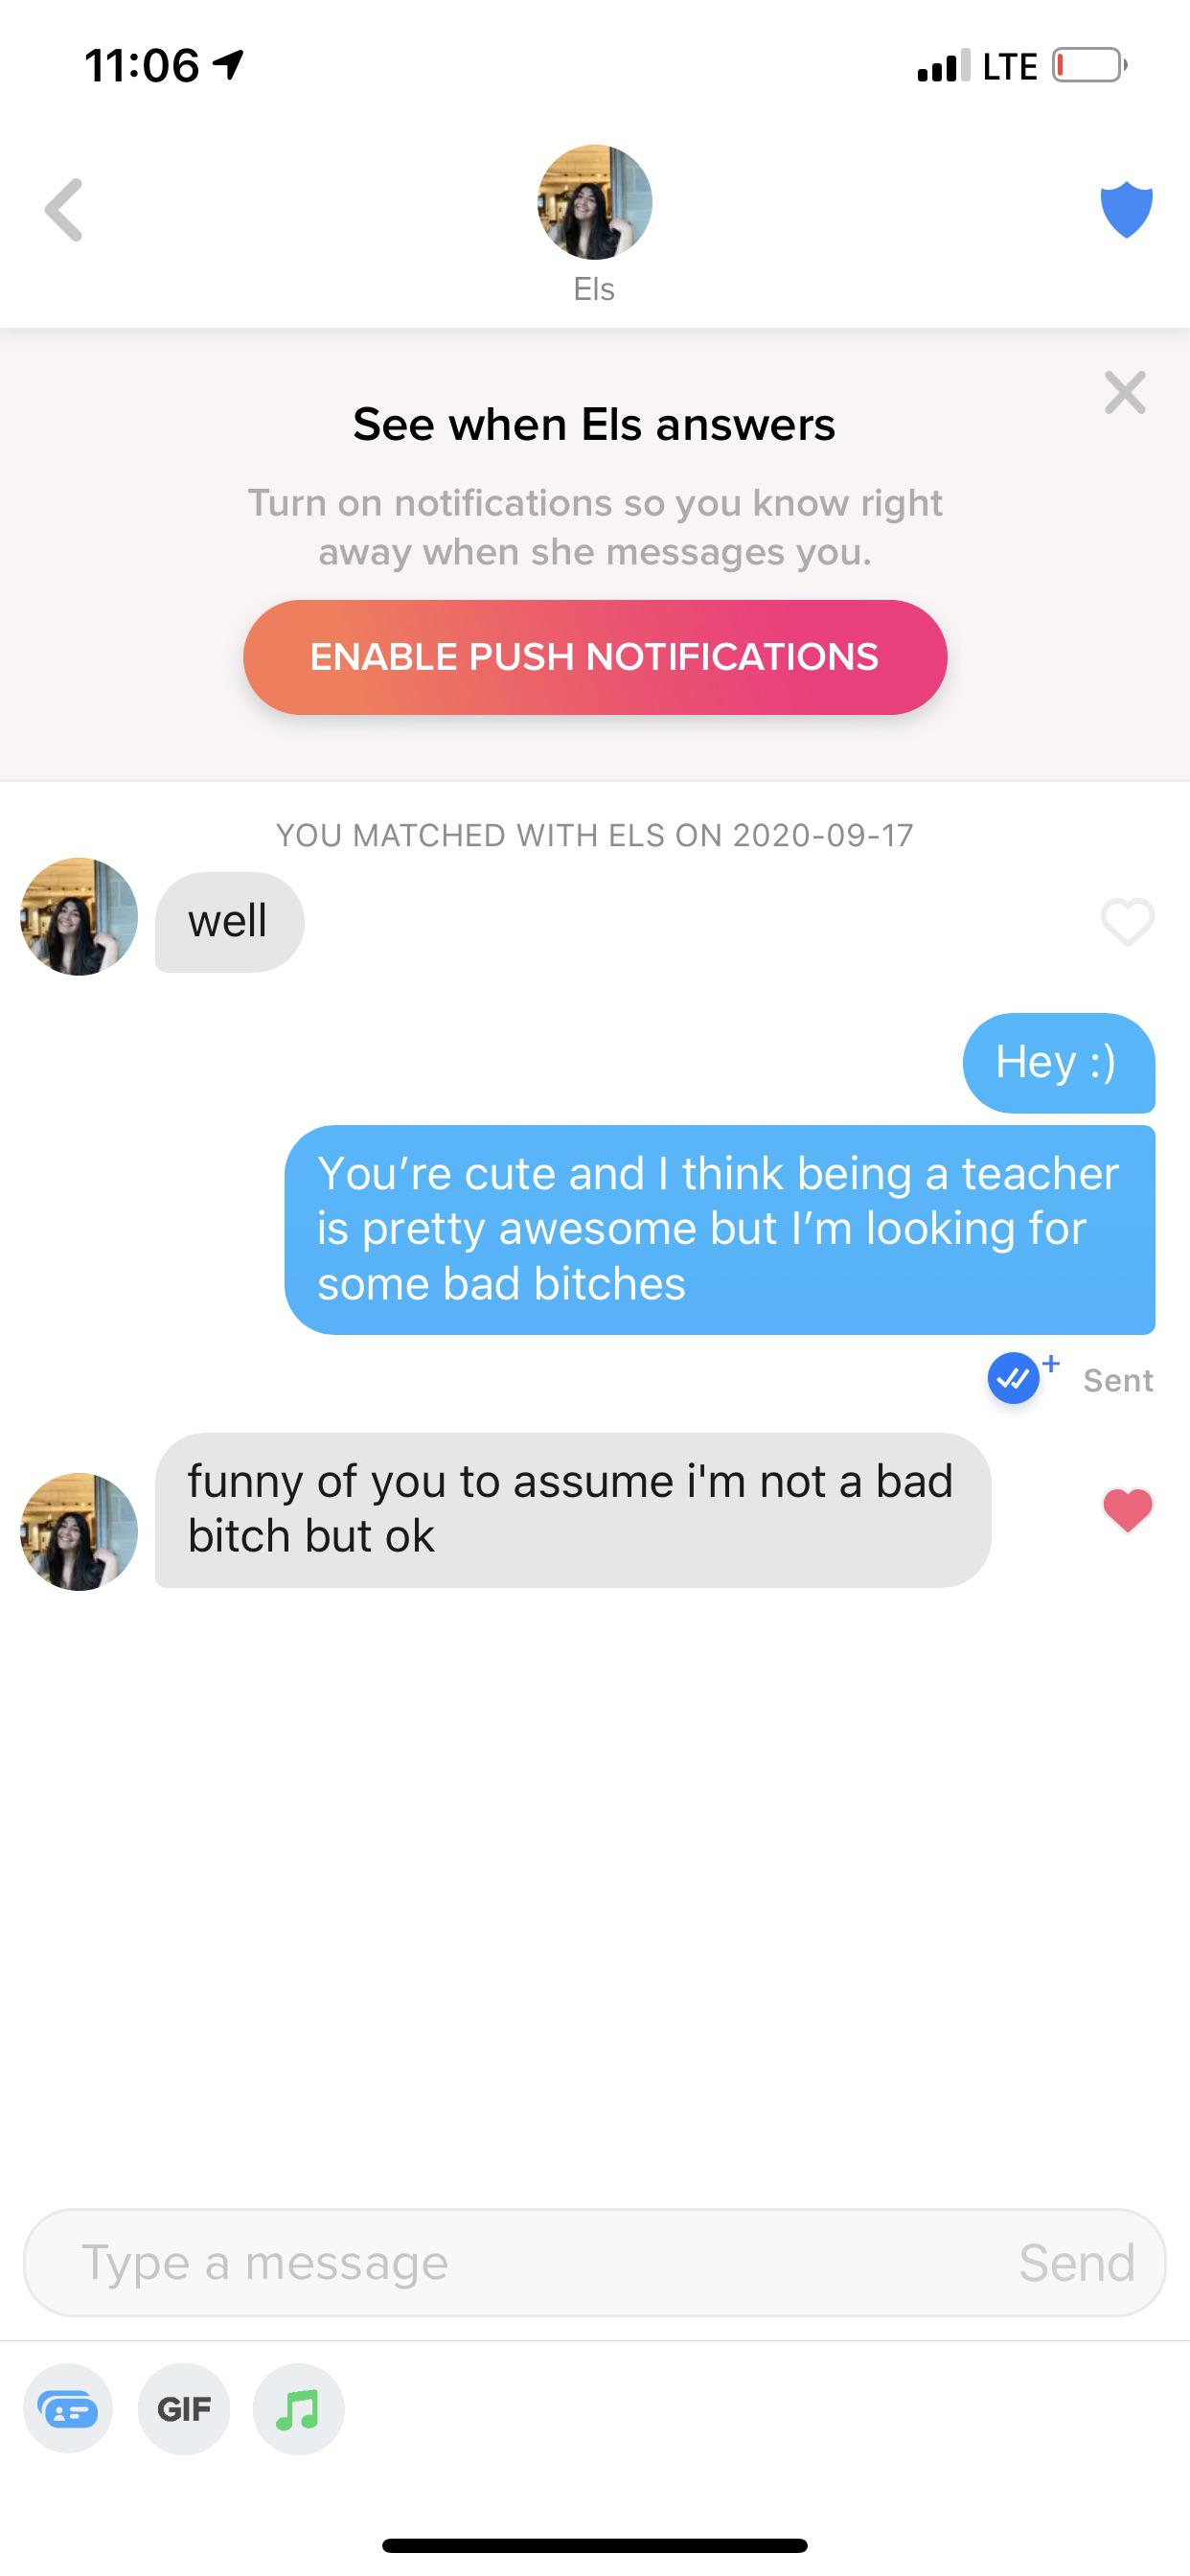 11:06
LTE
Els
See when Els answers
Turn on notifications so you know right
away when she messages you.
ENABLE PUSH NOTIFICATIONS
YOU MATCHED WITH ELS ON 2020-09-17
well
Hey :)
You’re cute and I think being a teacher
is pretty awesome but I’m looking for
some bad bitches
Sent
funny of you to assume i'm not a bad
bitch but ok
Type a message
Send
GIF